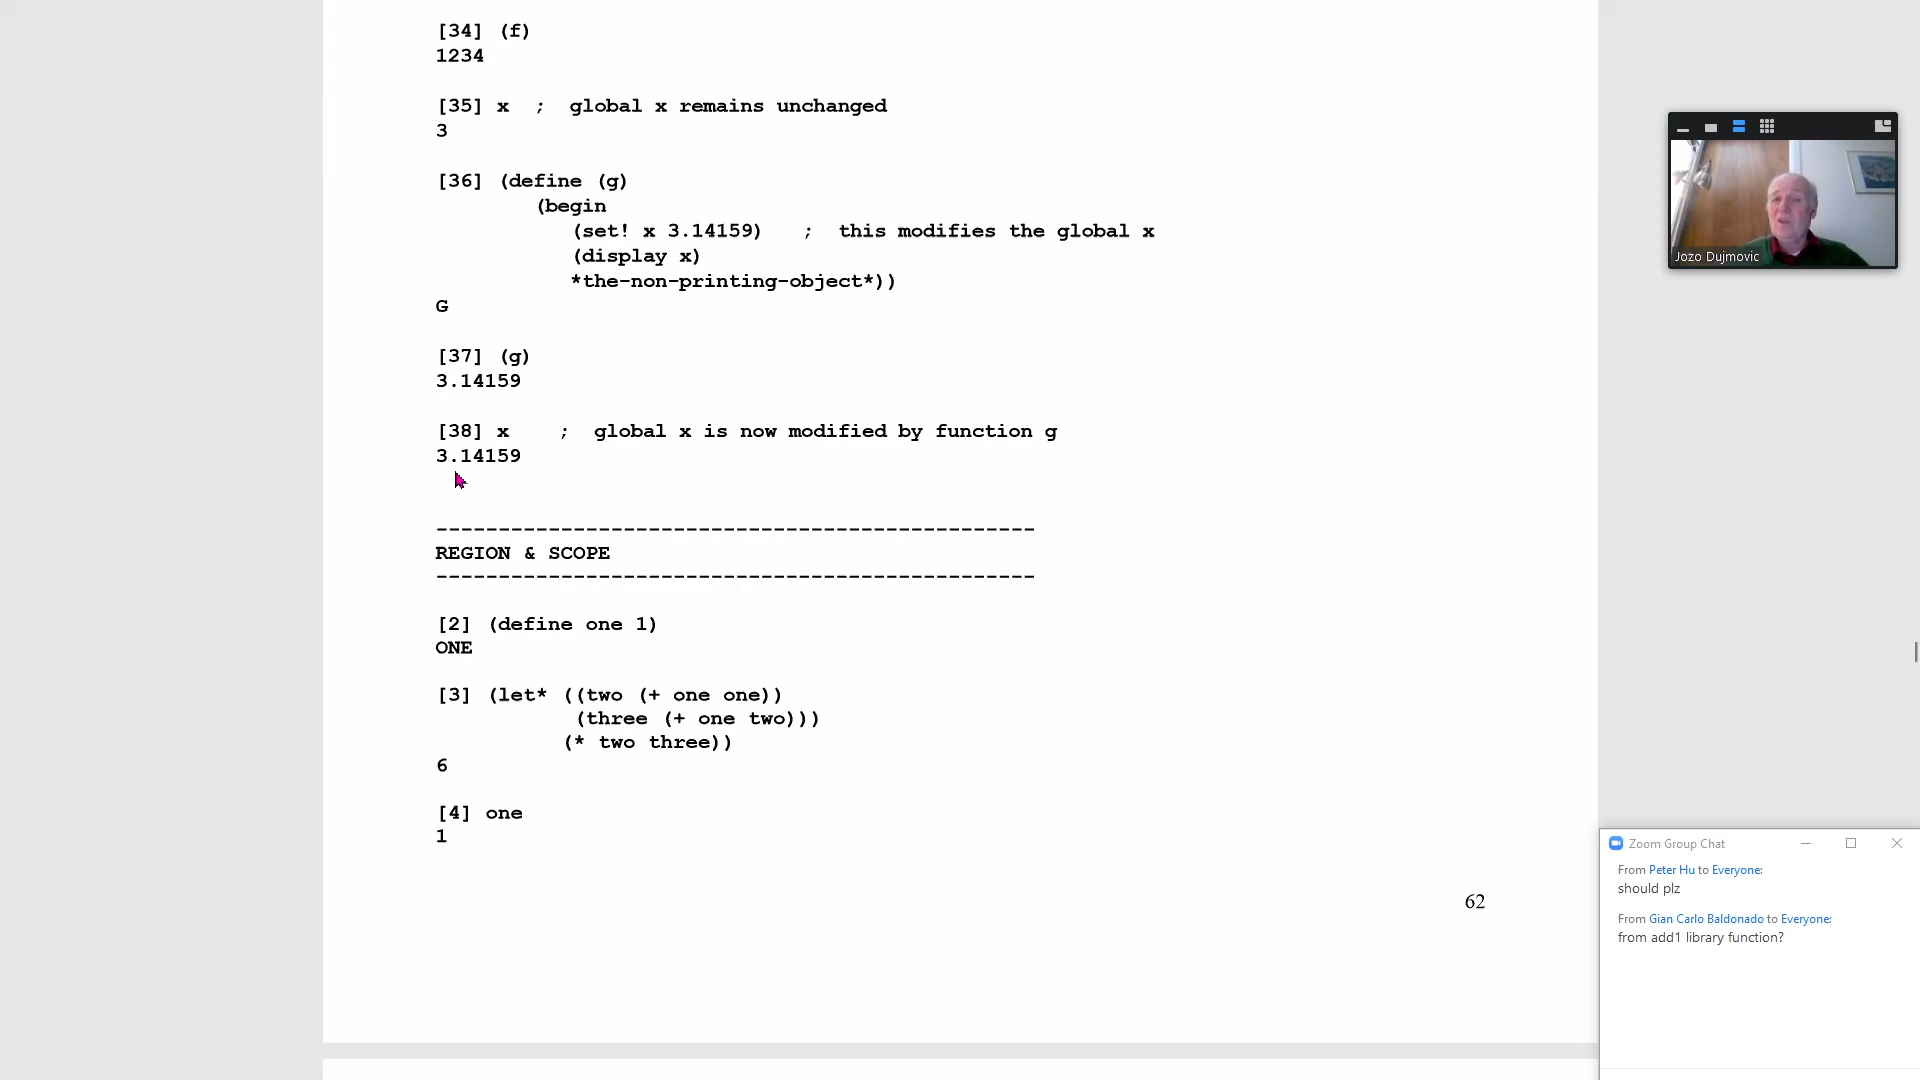 [34] (f)
1234
[35] x ; global x remains unchanged
3
[36] (define (g)
(begin
(set! x 3.14159) ; this modifies the global x
(display x)
*the-non-printing-object*))
G
[37] (g)
3.14159
[38] x ; global x is now modified by function g
3.14159
-------------------------------------------------
REGION & SCOPE
-------------------------------------------------
[2] (define one 1)
ONE
[3] (let* ((two (+ one one))
(three (+ one two)))
(* two three))
6
[4] one
1
62
Jozo Dujmovic
Zoom Group Chat
From Peter Hu to Everyone:
should plz
From Gian Carlo Baldonado to Everyone:
from add1 library function?